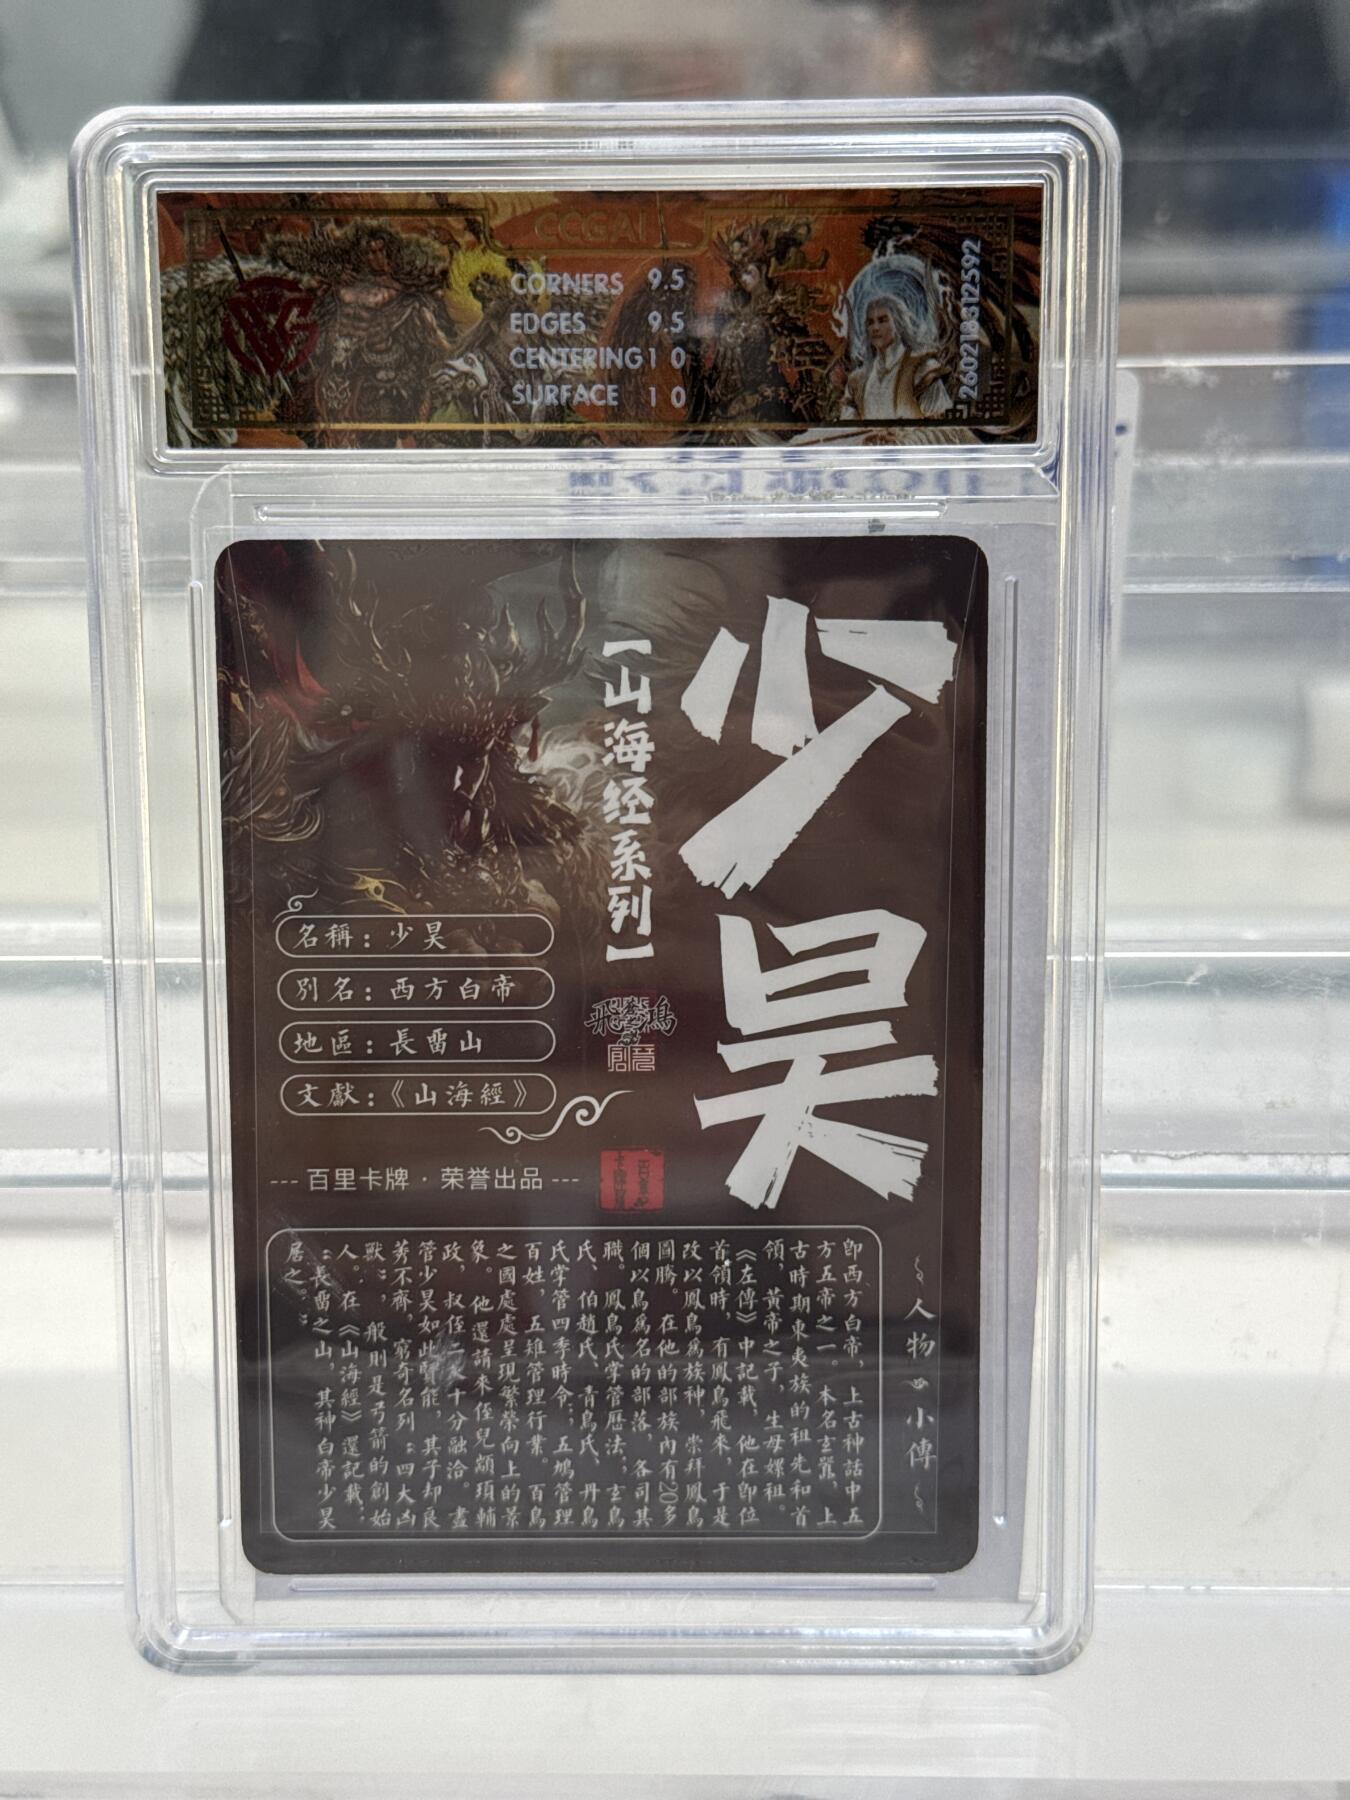 CCGAI
CORNERS 9.5
EDGES 9.5
CENTERING 10
SURFACE 10
260218312592
少昊
【山海经系列】
名稱：少昊
別名：西方白帝
地區：長畱山
文獻：《山海經》
--- 百里卡牌 · 荣誉出品 ---
人物小傳
卽西方白帝，上古神話中五
方五帝之一。本名玄囂，上
古時期東夷族的祖先和首
領，黃帝之子，生母嫘祖。
《左傳》中記載，他在卽位
首領時，有鳳鳥飛來，于是
改以鳳鳥爲族神，崇拜鳳鳥
圖騰。在他的部族內有20多
個以鳥爲名的部落，各司其
職。鳳鳥氏掌管歷法；玄鳥
氏、伯趙氏、青鳥氏、丹鳥
氏掌管四季時令；五鳩管理
百姓，五雉管理行業。百鳥
之國處處呈現繁榮向上的景
象。他還請來侄兒顓頊輔
政，叔侄二人十分融洽。盡
管少昊如此賢能，其子却良
莠不齊，窮奇名列“四大凶
獸”，般則是弓箭的創始
人。在《山海經》還記載，
“長畱之山，其神白帝少昊
居之。”